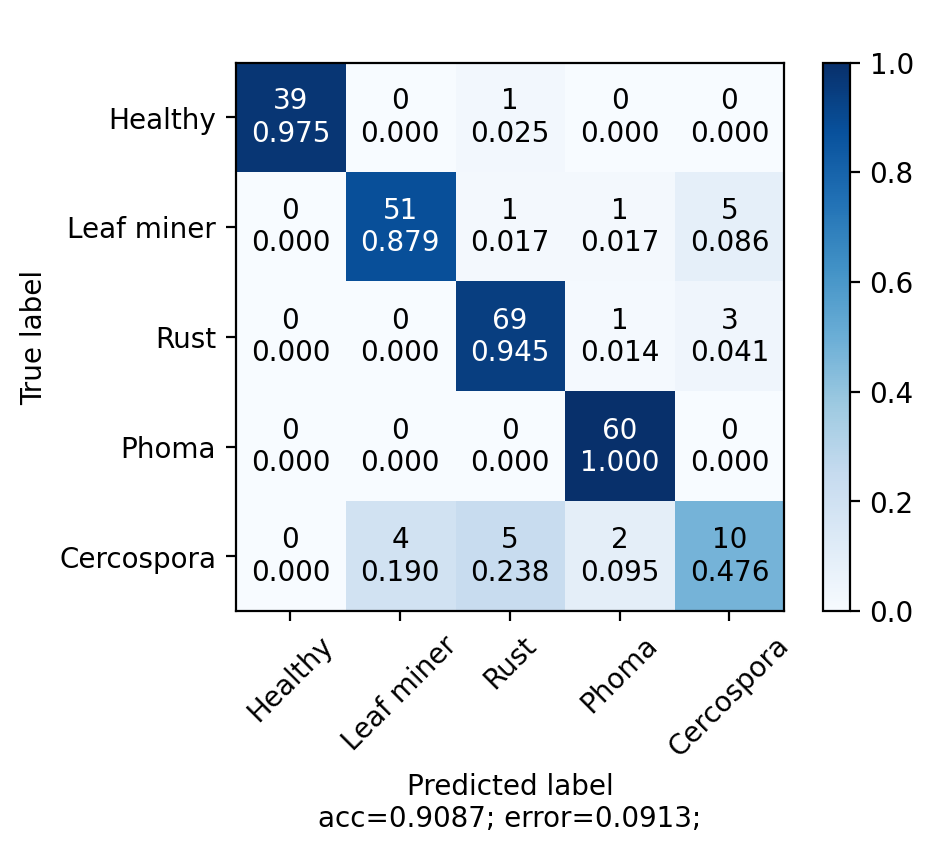 Healthy 39 0 1 0 0
0.975 0.000 0.025 0.000 0.000
Leaf miner 0 51 1 1 5
0.000 0.879 0.017 0.017 0.086
Rust 0 0 69 1 3
0.000 0.000 0.945 0.014 0.041
Phoma 0 0 0 60 0
0.000 0.000 0.000 1.000 0.000
Cercospora 0 4 5 2 10
0.000 0.190 0.238 0.095 0.476
True label
Healthy Leaf miner Rust Phoma Cercospora
Predicted label
acc=0.9087; error=0.0913;
1.0
0.8
0.6
0.4
0.2
0.0